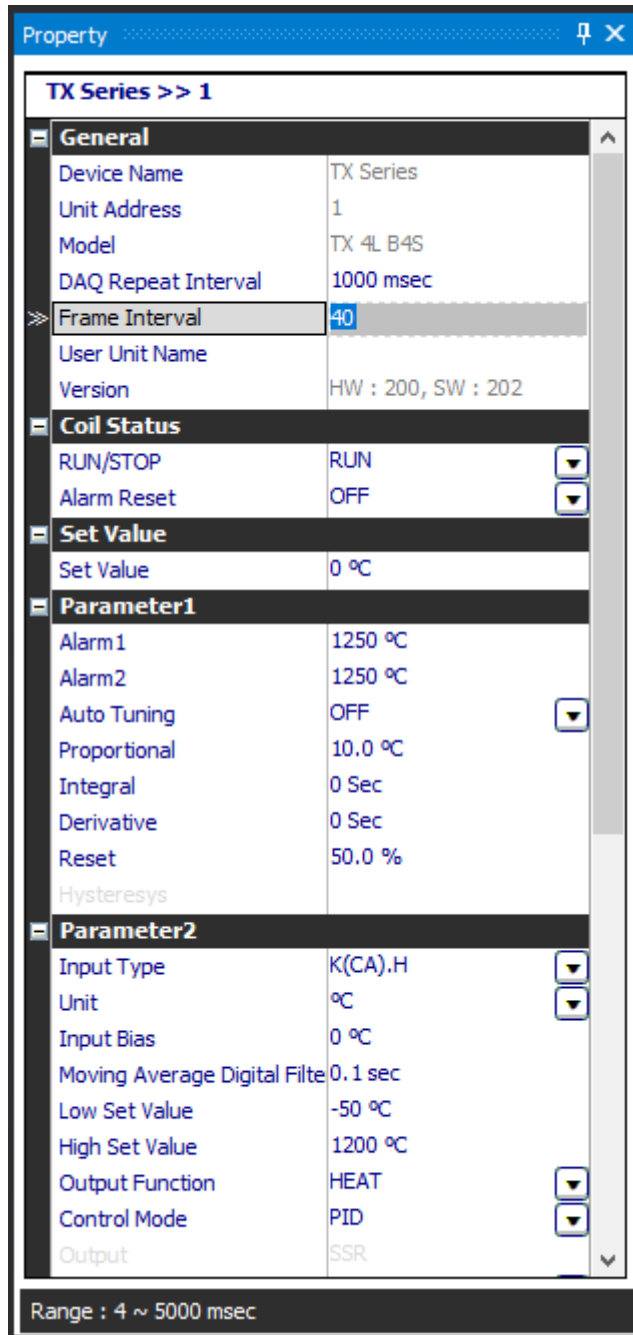 Property
TX Series >> 1
General
Device Name TX Series
Unit Address 1
Model TX 4L B4S
DAQ Repeat Interval 1000 msec
Frame Interval 40
User Unit Name
Version HW : 200, SW : 202
Coil Status
RUN/STOP RUN
Alarm Reset OFF
Set Value
Set Value 0 ºC
Parameter1
Alarm1 1250 ºC
Alarm2 1250 ºC
Auto Tuning OFF
Proportional 10.0 ºC
Integral 0 Sec
Derivative 0 Sec
Reset 50.0 %
Hysteresys
Parameter2
Input Type K(CA).H
Unit ºC
Input Bias 0 ºC
Moving Average Digital Filte 0.1 sec
Low Set Value -50 ºC
High Set Value 1200 ºC
Output Function HEAT
Control Mode PID
Output SSR
Range : 4 ~ 5000 msec